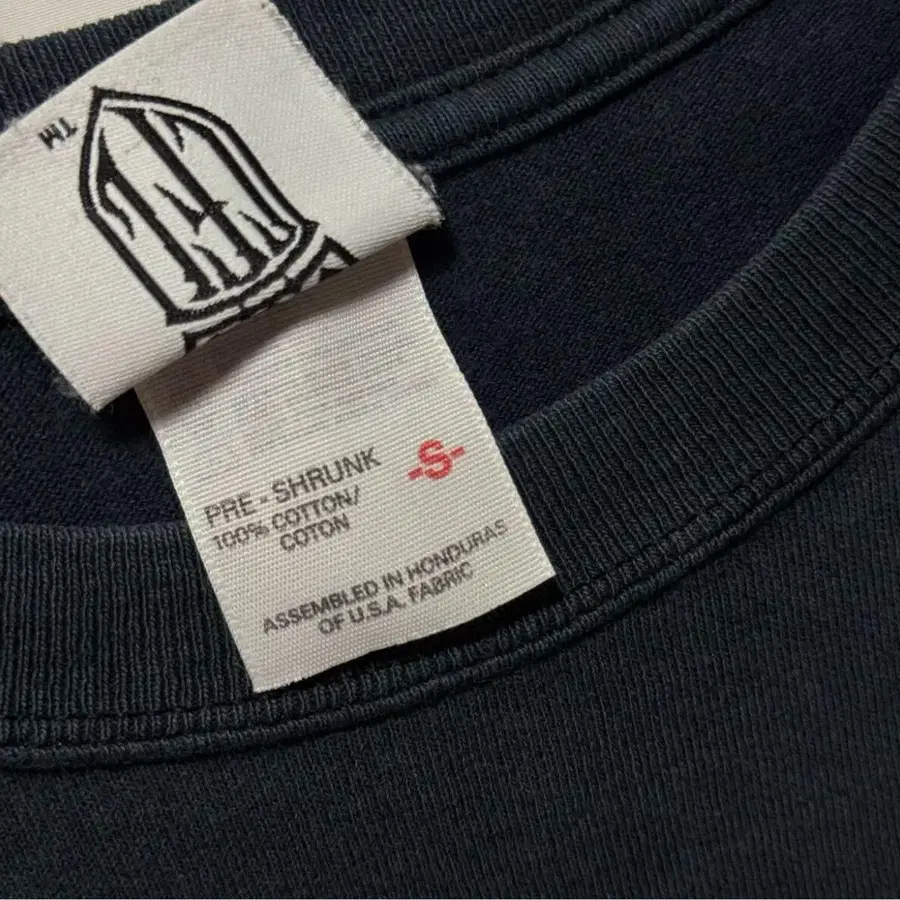 TM
-S-
PRE - SHRUNK
100% COTTON/
COTON
ASSEMBLED IN HONDURAS
OF U.S.A. FABRIC